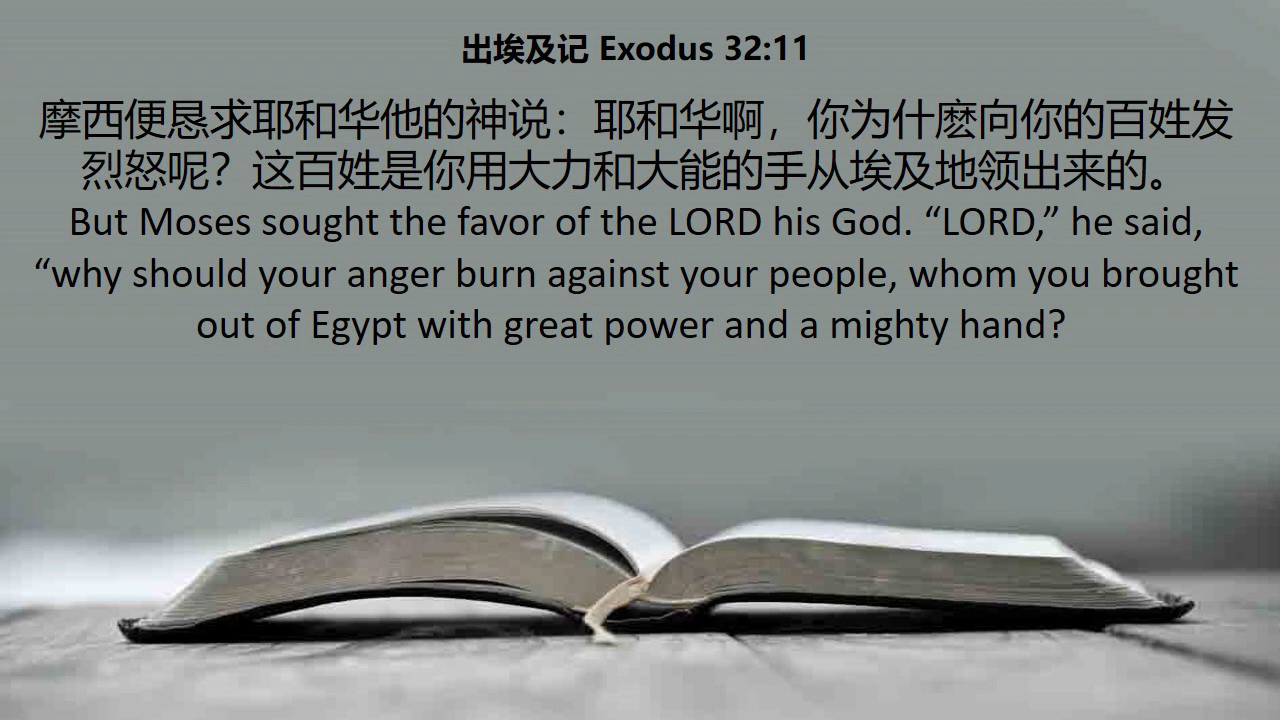 出埃及记 Exodus 32:11
摩西便恳求耶和华他的神说：耶和华啊，你为什麽向你的百姓发
烈怒呢？这百姓是你用大力和大能的手从埃及地领出来的。
But Moses sought the favor of the LORD his God. “LORD,” he said,
“why should your anger burn against your people, whom you brought
out of Egypt with great power and a mighty hand?